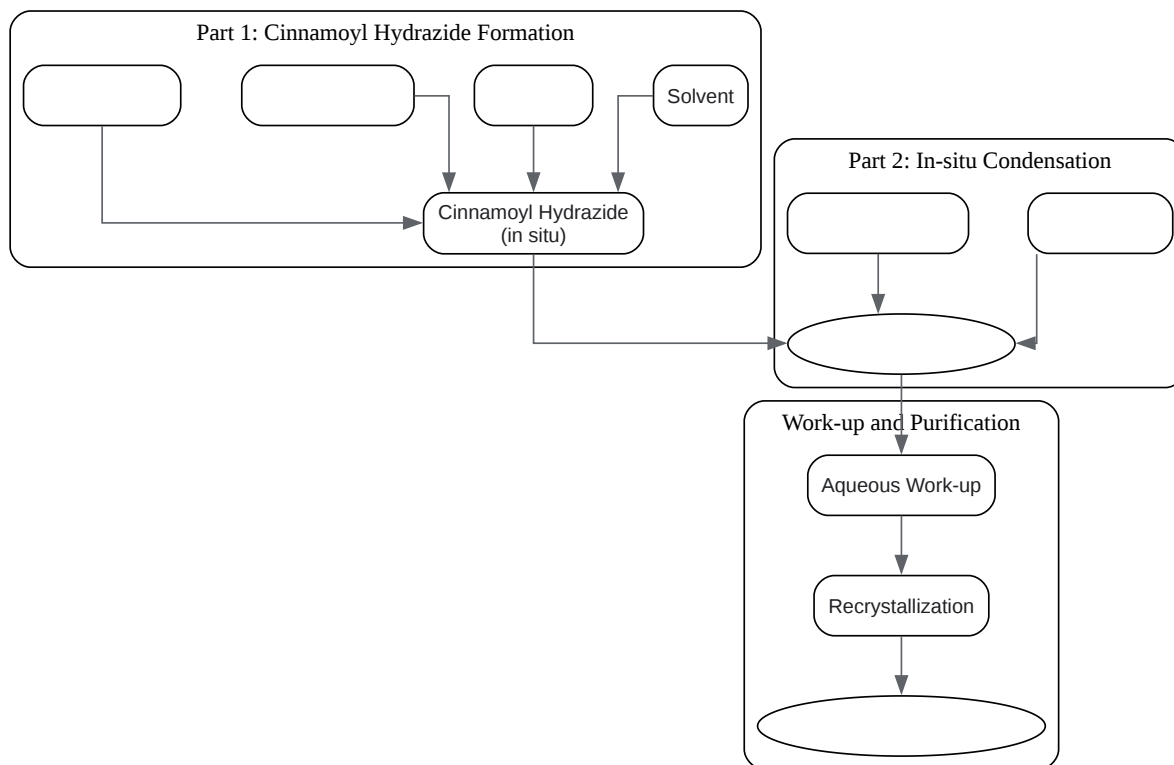 Part 1: Cinnamoyl Hydrazide Formation
Solvent
Cinnamoyl Hydrazide
(in situ)
Part 2: In-situ Condensation
Work-up and Purification
Aqueous Work-up
Recrystallization